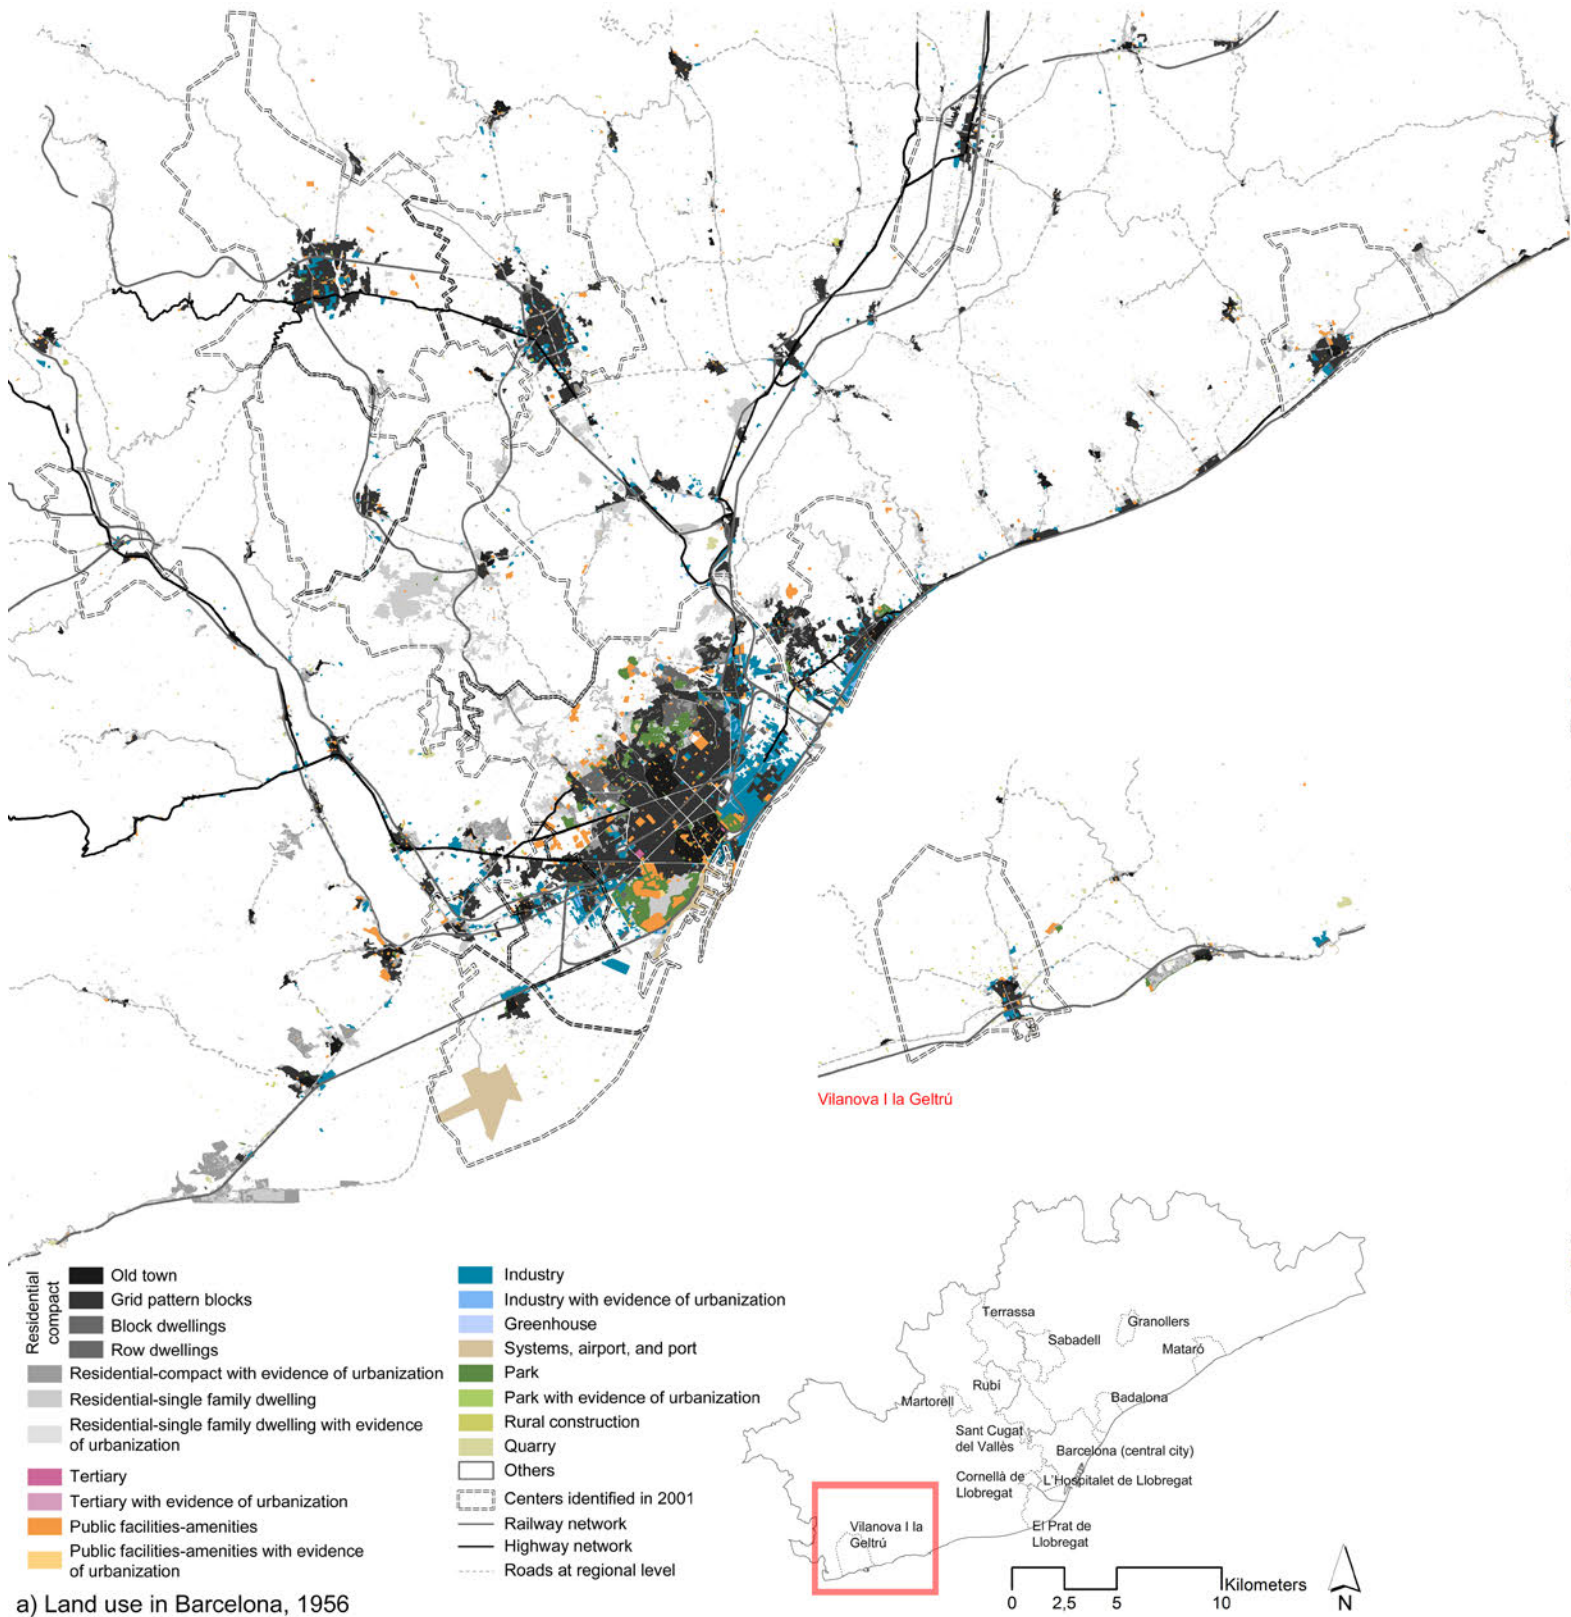 Vilanova I la Geltrú
Residential
compact
Old town
Grid pattern blocks
Block dwellings
Row dwellings
Residential-compact with evidence of urbanization
Residential-single family dwelling
Residential-single family dwelling with evidence
of urbanization
Tertiary
Tertiary with evidence of urbanization
Public facilities-amenities
Public facilities-amenities with evidence
of urbanization
Industry
Industry with evidence of urbanization
Greenhouse
Systems, airport, and port
Park
Park with evidence of urbanization
Rural construction
Quarry
Others
Centers identified in 2001
Railway network
Highway network
Roads at regional level
Terrassa
Granollers
Sabadell
Mataró
Rubí
Martorell
Badalona
Sant Cugat
del Vallès
Barcelona (central city)
Cornellà de
Llobregat
L'Hospitalet de Llobregat
Vilanova I la
Geltrú
El Prat de
Llobregat
Kilometers
0 2,5 5 10
N
a) Land use in Barcelona, 1956